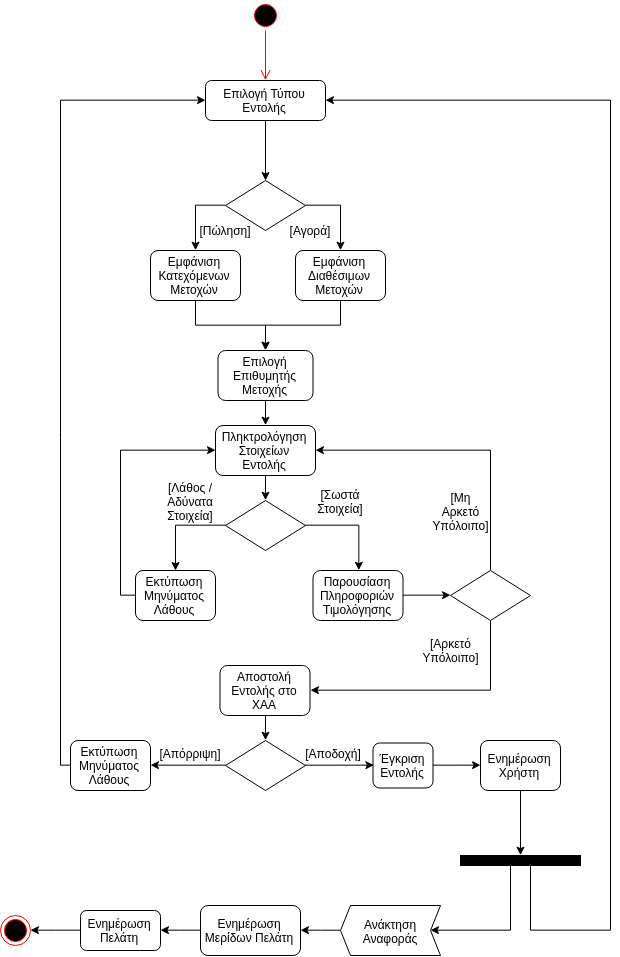 Επιλογή Τύπου
Εντολής
[Πώληση]
[Αγορά]
Εμφάνιση
Κατεχόμενων
Μετοχών
Εμφάνιση
Διαθέσιμων
Μετοχών
Επιλογή
Επιθυμητής
Μετοχής
Πληκτρολόγηση
Στοιχείων
Εντολής
[Λάθος /
Αδύνατα
Στοιχεία]
[Σωστά
Στοιχεία]
[Μη
Αρκετό
Υπόλοιπο]
Εκτύπωση
Μηνύματος
Λάθους
Παρουσίαση
Πληροφοριών
Τιμολόγησης
[Αρκετό
Υπόλοιπο]
Αποστολή
Εντολής στο
ΧΑΑ
Εκτύπωση
Μηνύματος
Λάθους
[Απόρριψη]
[Αποδοχή]
Έγκριση
Εντολής
Ενημέρωση
Χρήστη
Ενημέρωση
Πελάτη
Ενημέρωση
Μερίδων Πελάτη
Ανάκτηση
Αναφοράς